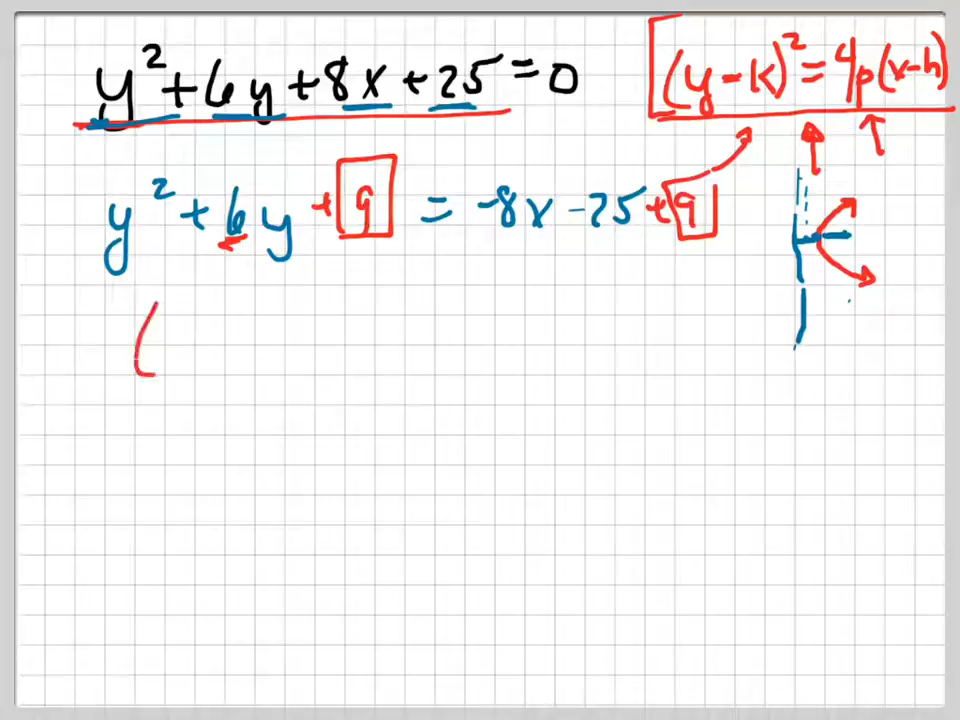 y² + 6y + 8x + 25 = 0
(y - k)² = 4p(x - h)
y² + 6y + 9 = -8x - 25 + 9
(